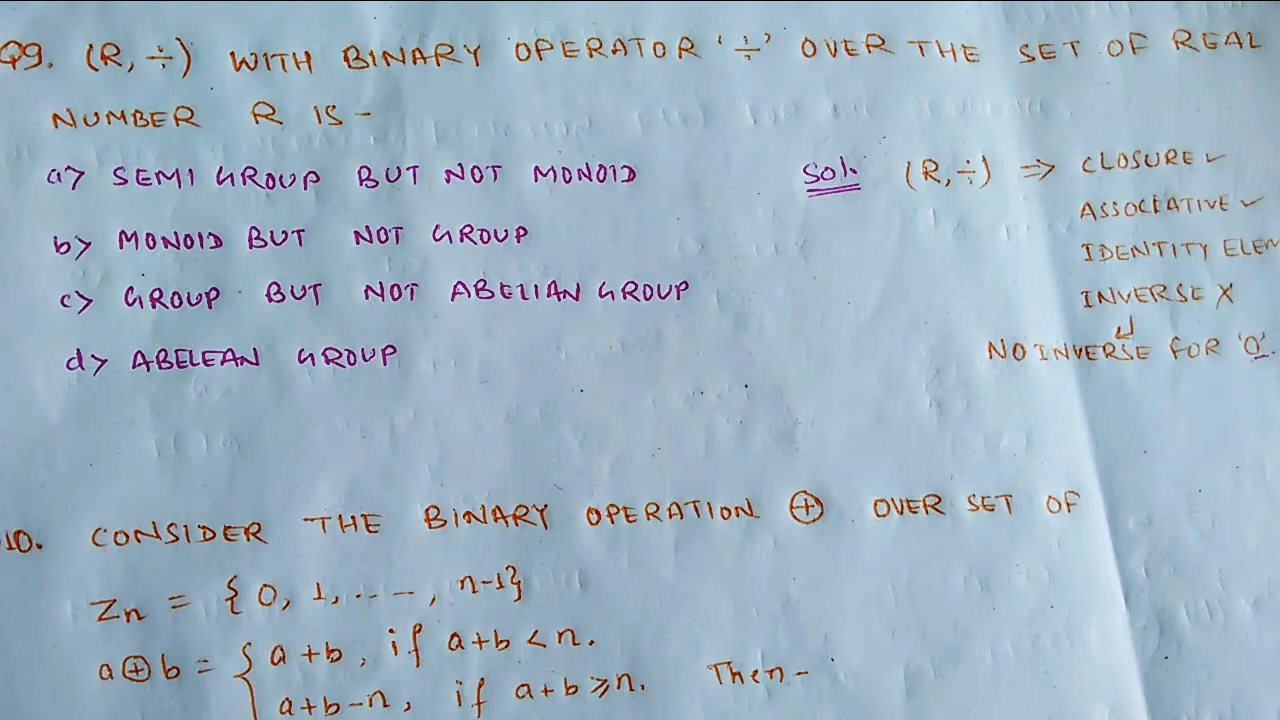 Q9. (R, ÷) WITH BINARY OPERATOR '÷' OVER THE SET OF REAL
NUMBER R IS -
a) SEMI GROUP BUT NOT MONOID
b) MONOID BUT NOT GROUP
c) GROUP BUT NOT ABELIAN GROUP
d) ABELEAN GROUP
Sol. (R, ÷) ⇒ CLOSURE ✓
ASSOCIATIVE ✓
IDENTITY ELEM
INVERSE X
↓
NO INVERSE FOR '0'.
10. CONSIDER THE BINARY OPERATION ⊕ OVER SET OF
Zn = {0, 1, .. --, n-1}
a⊕b = { a+b, if a+b < n.
a+b-n, if a+b ≥ n. Then -